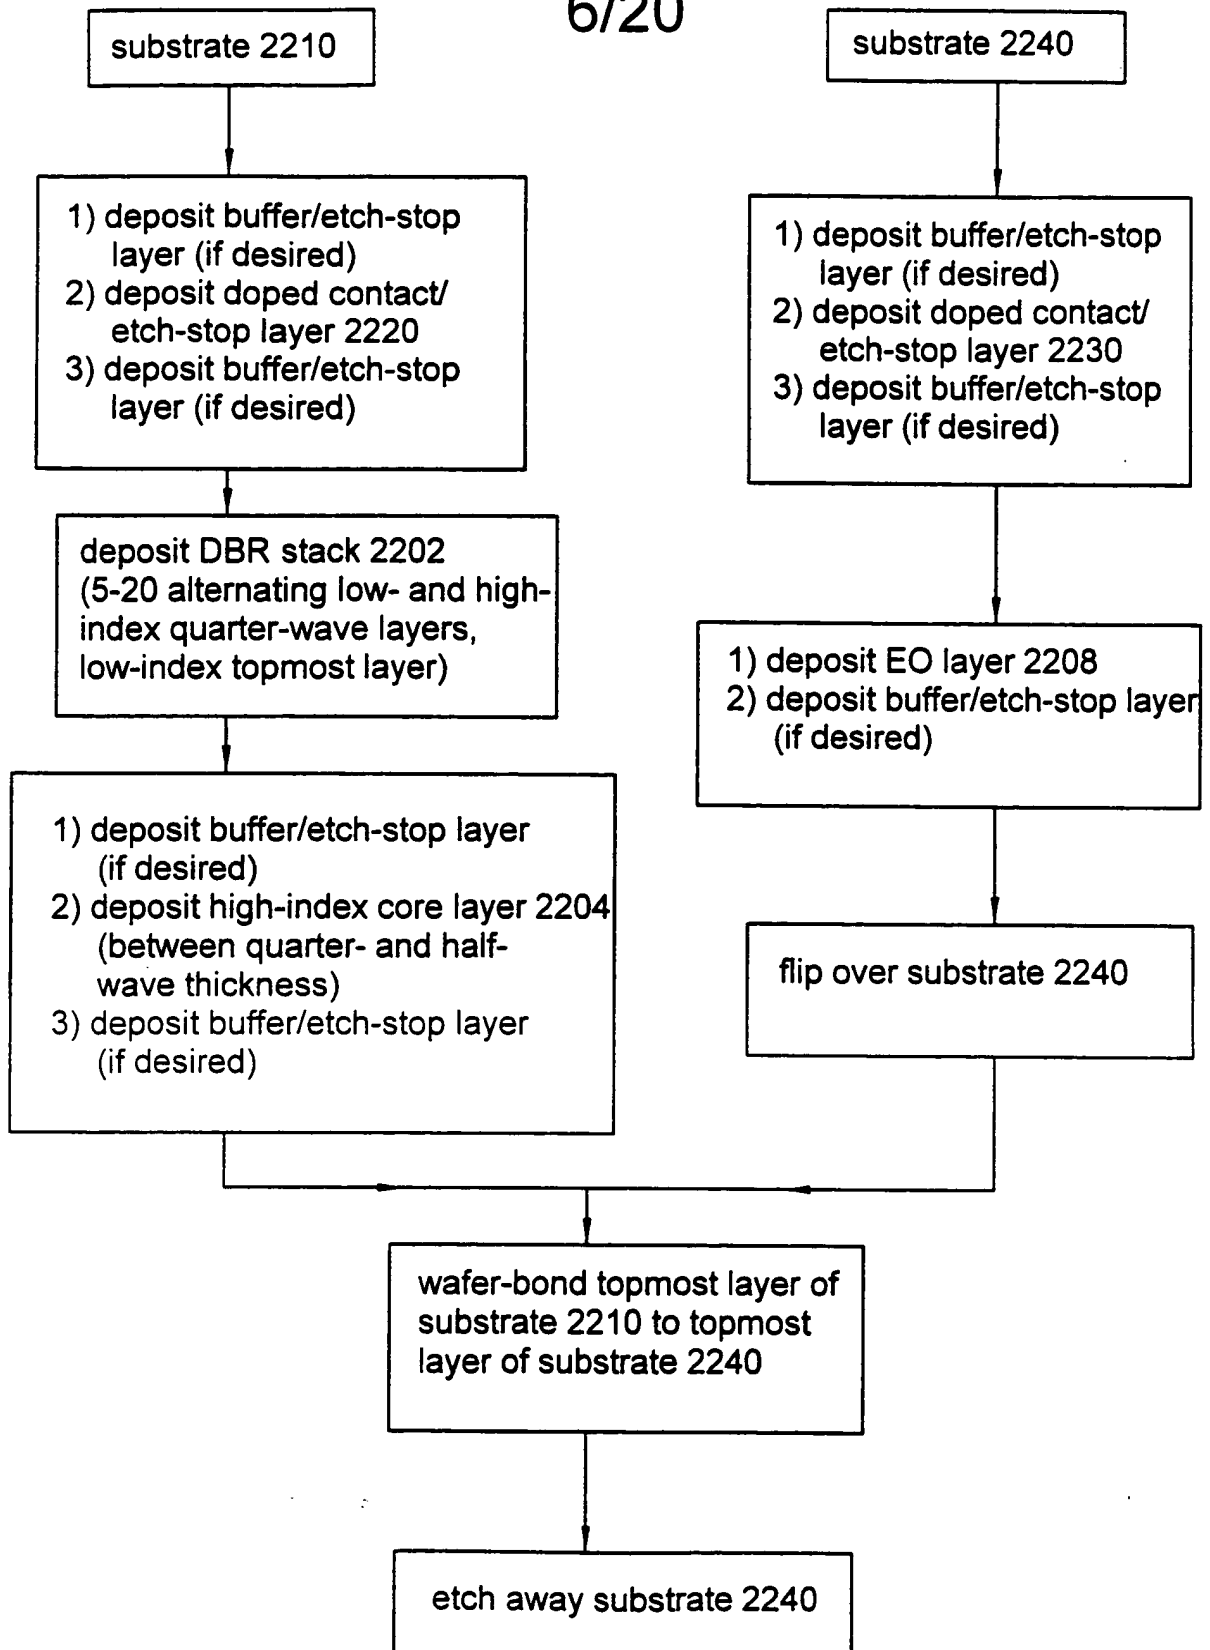 6/20
substrate 2210
substrate 2240
1) deposit buffer/etch-stop
layer (if desired)
2) deposit doped contact/
etch-stop layer 2220
3) deposit buffer/etch-stop
layer (if desired)
1) deposit buffer/etch-stop
layer (if desired)
2) deposit doped contact/
etch-stop layer 2230
3) deposit buffer/etch-stop
layer (if desired)
deposit DBR stack 2202
(5-20 alternating low- and high-
index quarter-wave layers,
low-index topmost layer)
1) deposit EO layer 2208
2) deposit buffer/etch-stop layer
(if desired)
1) deposit buffer/etch-stop layer
(if desired)
2) deposit high-index core layer 2204
(between quarter- and half-
wave thickness)
3) deposit buffer/etch-stop layer
(if desired)
flip over substrate 2240
wafer-bond topmost layer of
substrate 2210 to topmost
layer of substrate 2240
etch away substrate 2240